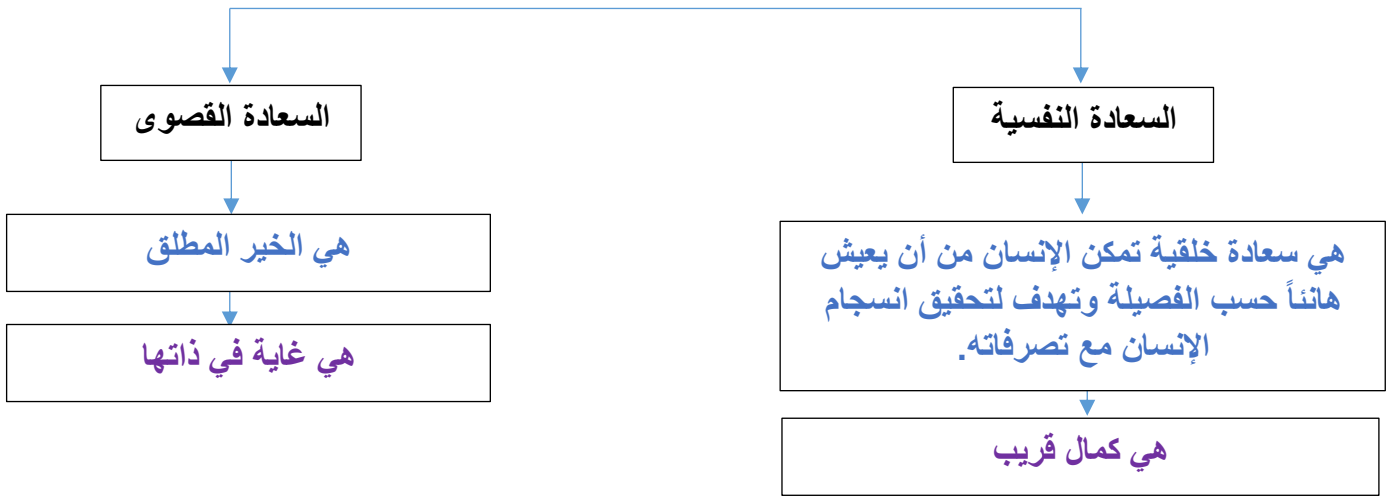 السعادة النفسية
هي سعادة خلقية تمكن الإنسان من أن يعيش
هانئاً حسب الفصيلة وتهدف لتحقيق انسجام
الإنسان مع تصرفاته.
هي كمال قريب
السعادة القصوى
هي الخير المطلق
هي غاية في ذاتها